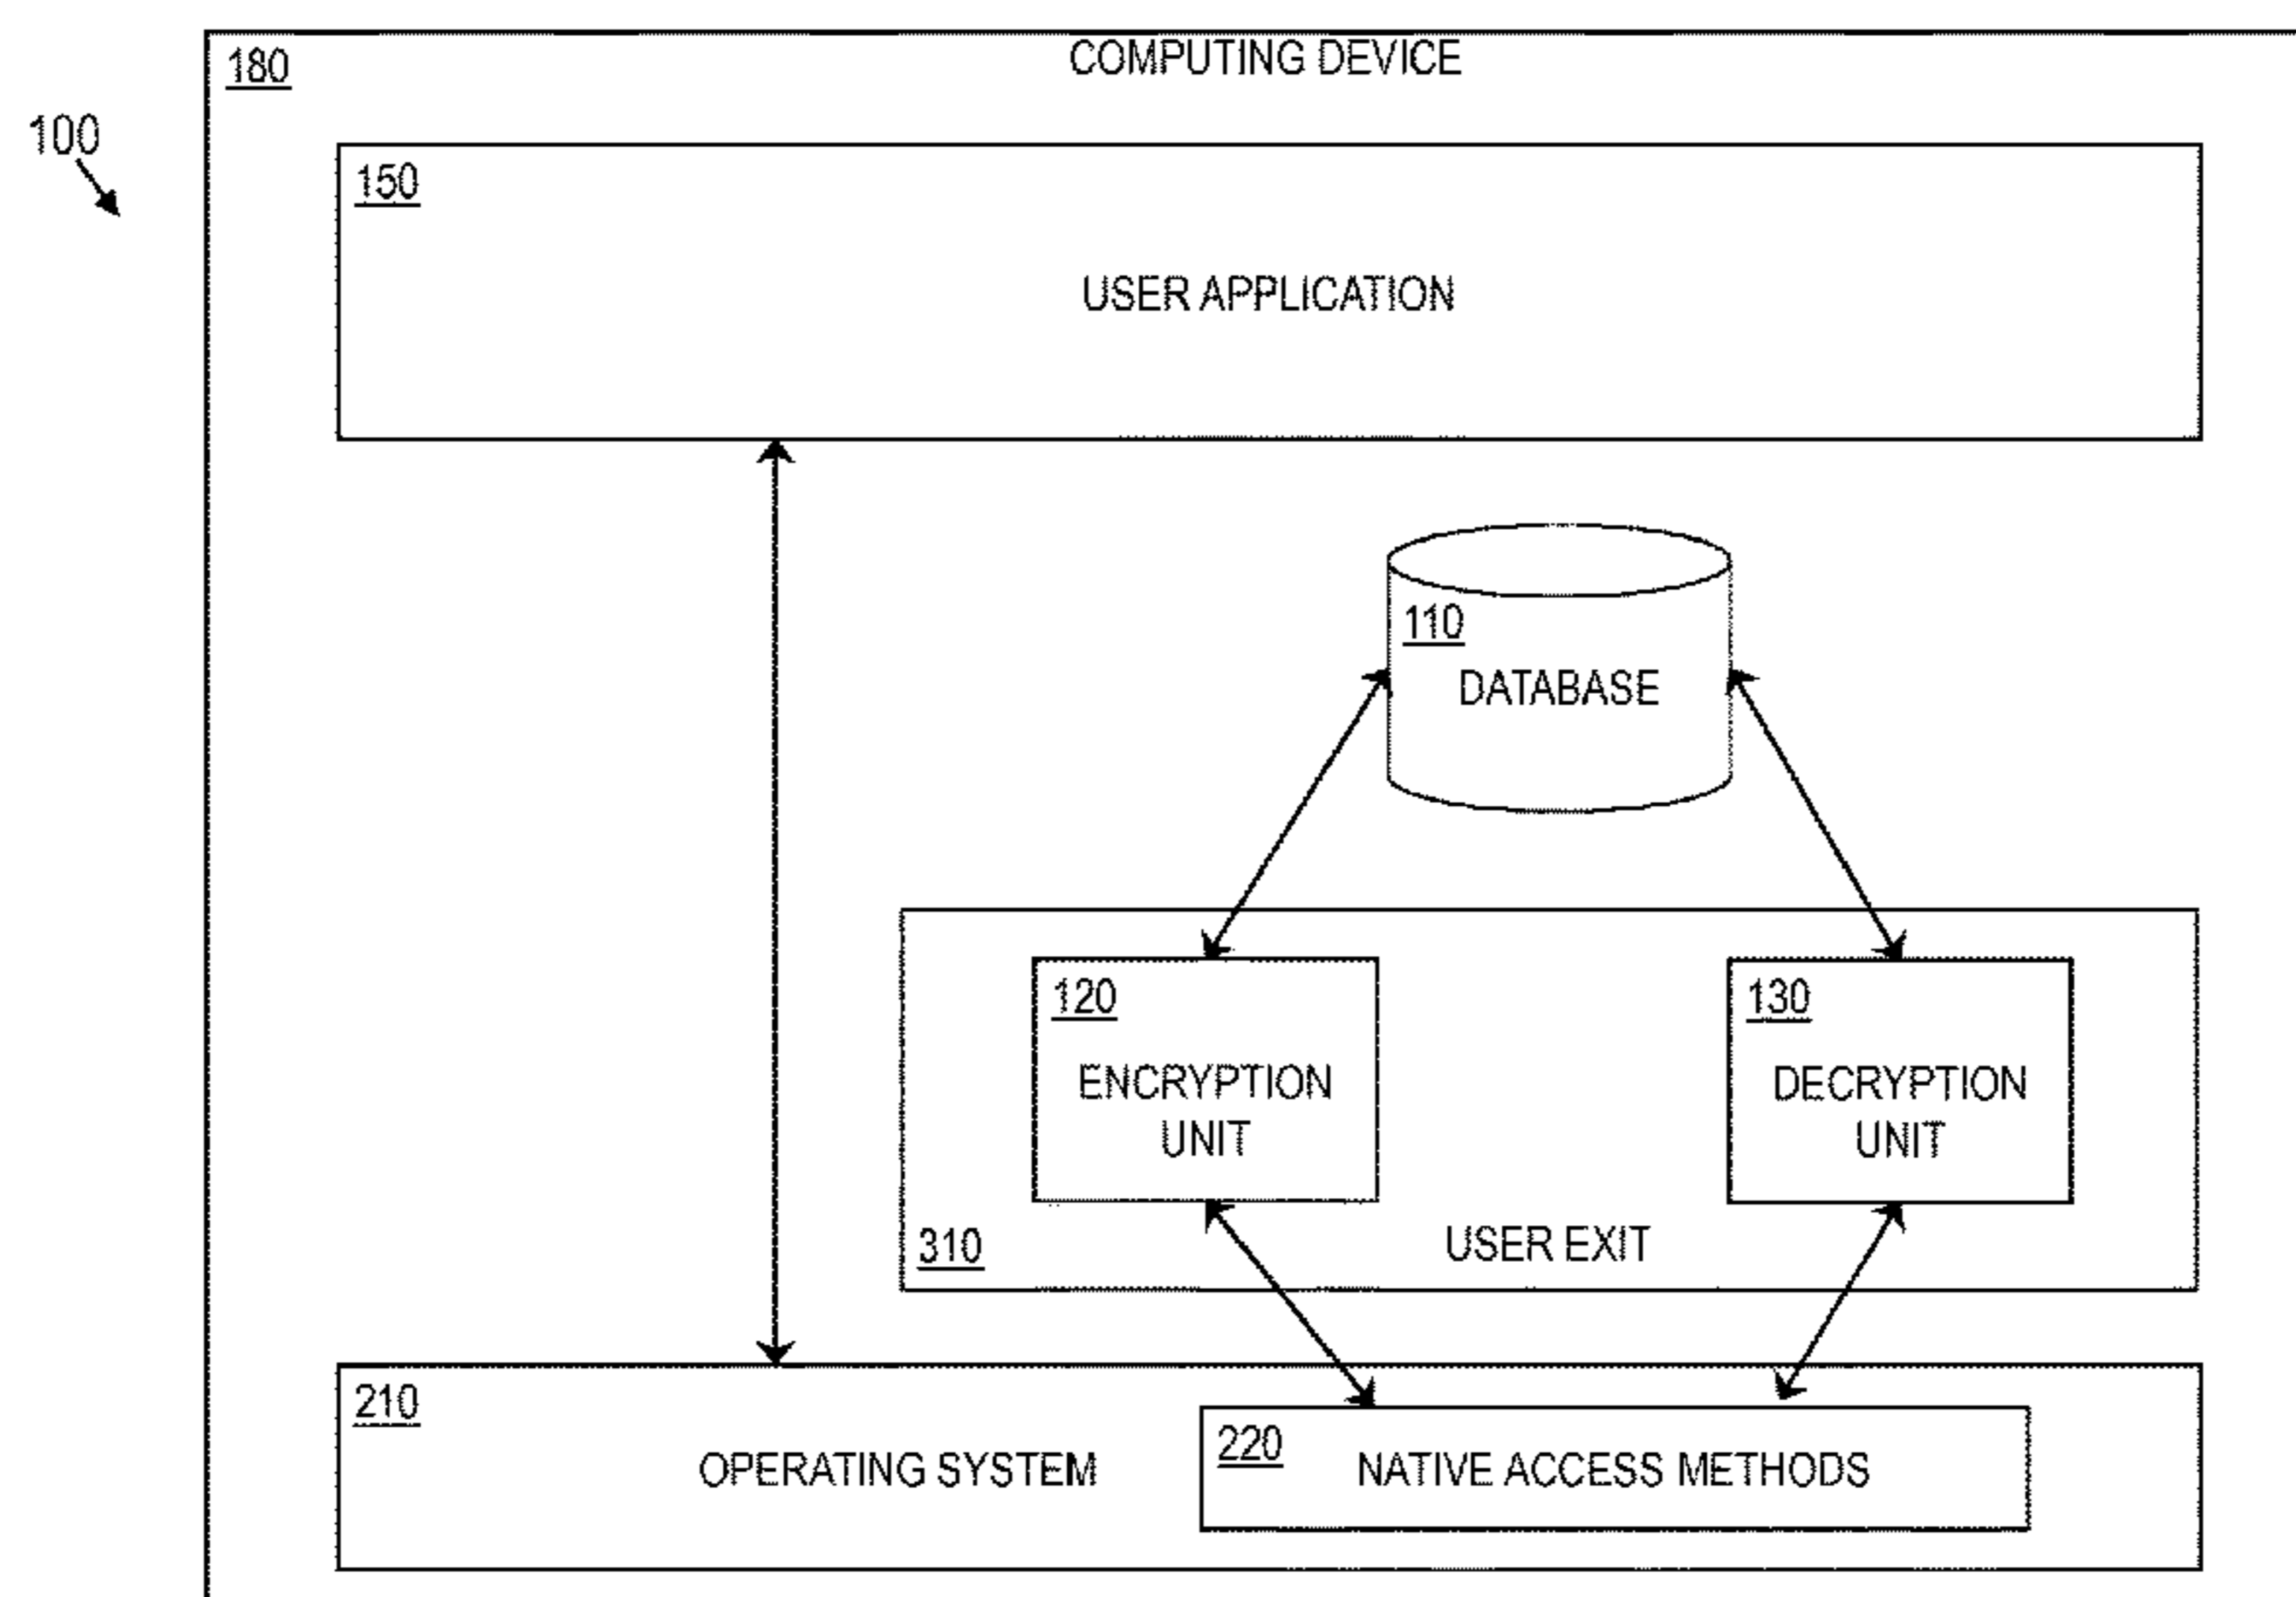 180
COMPUTING DEVICE
100
150
USER APPLICATION
110
DATABASE
120
ENCRYPTION
UNIT
130
DECRYPTION
UNIT
310
USER EXIT
210
OPERATING SYSTEM
220
NATIVE ACCESS METHODS